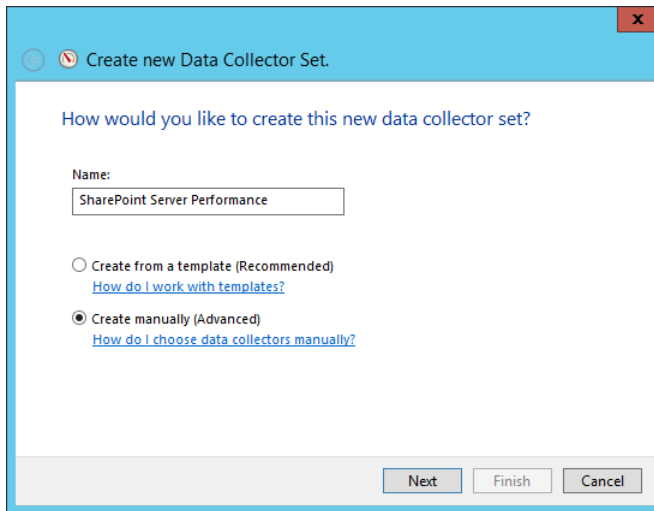 x
Create new Data Collector Set.
How would you like to create this new data collector set?
Name:
SharePoint Server Performance
Create from a template (Recommended)
How do I work with templates?
Create manually (Advanced)
How do I choose data collectors manually?
Next Finish Cancel